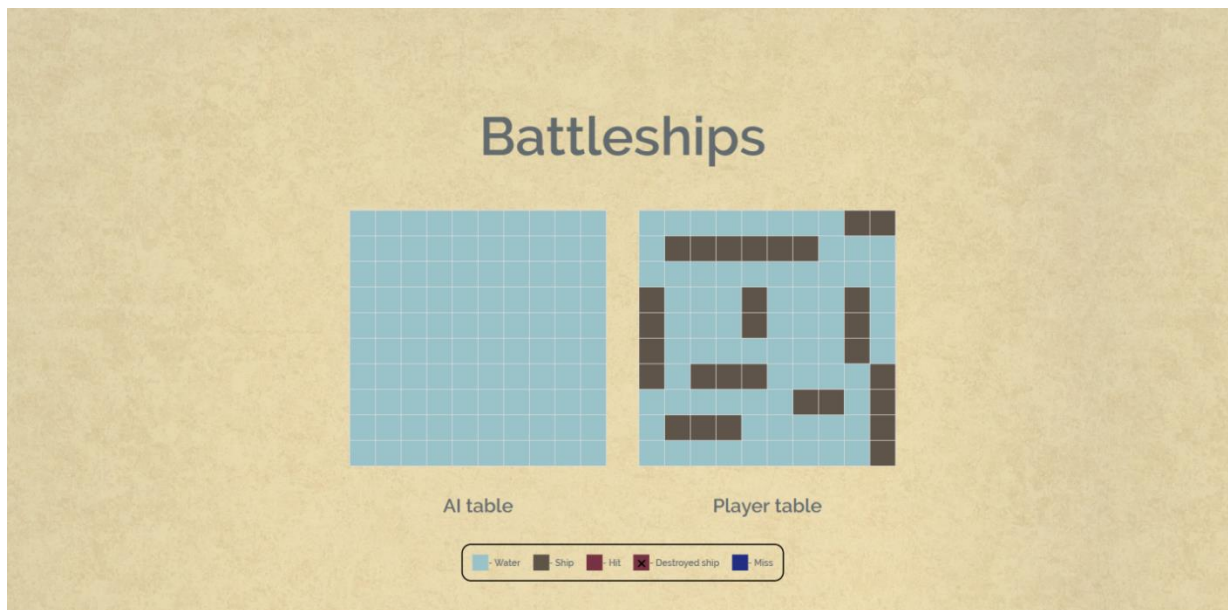 Battleships
AI table
Player table
- Water
- Ship
- Hit
- Destroyed ship
- Miss